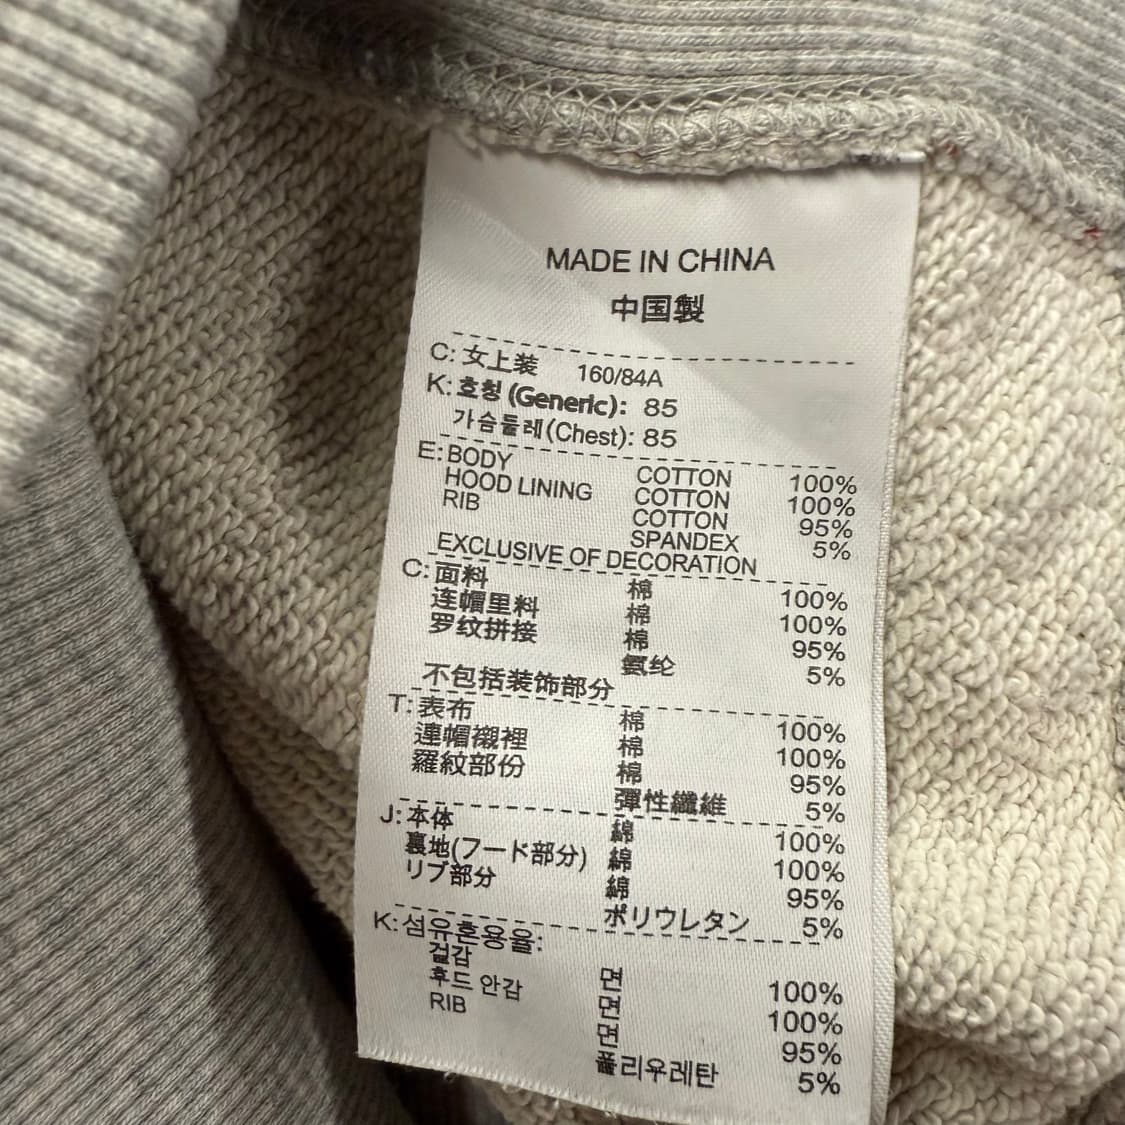 MADE IN CHINA
中国製
C: 女上装 160/84A
K: 호칭 (Generic): 85
가슴둘레(Chest): 85
E: BODY COTTON 100%
HOOD LINING COTTON 100%
RIB COTTON 95%
SPANDEX 5%
EXCLUSIVE OF DECORATION
C: 面料 棉 100%
连帽里料 棉 100%
罗纹拼接 棉 95%
氨纶 5%
不包括装饰部分
T: 表布 棉 100%
連帽襯裡 棉 100%
羅紋部份 棉 95%
彈性纖維 5%
J: 本体 綿 100%
裏地(フード部分) 綿 100%
リブ部分 綿 95%
ポリウレタン 5%
K: 섬유혼용율:
겉감 면 100%
후드 안감 면 100%
RIB 면 95%
폴리우레탄 5%